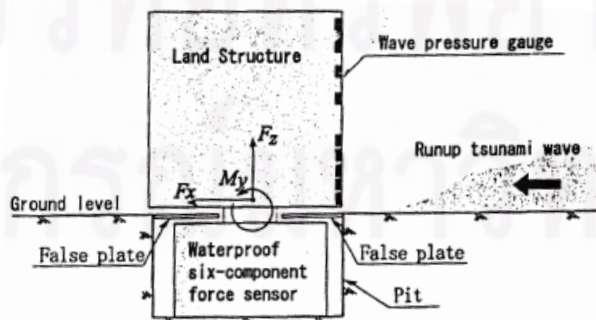 Land Structure
Wave pressure gauge
Fz
Runup tsunami wave
My
Fx
Ground level
False plate
Waterproof
six-component
force sensor
False plate
Pit